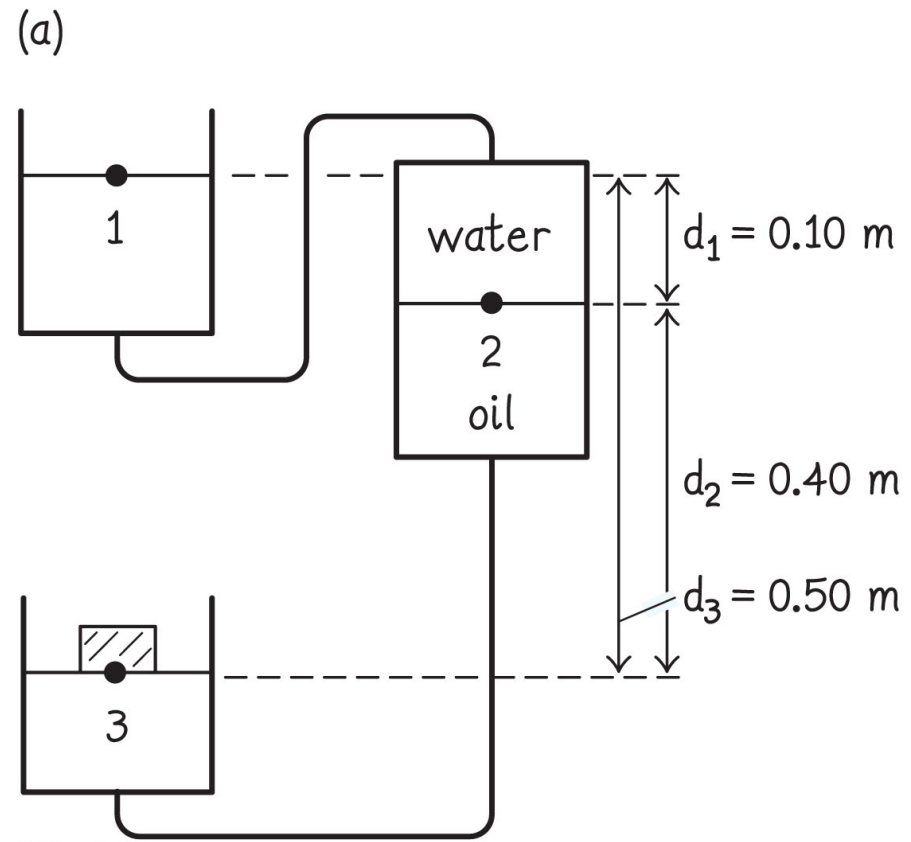 (a)
1
water
d₁ = 0.10 m
2
oil
d₂ = 0.40 m
d₃ = 0.50 m
3